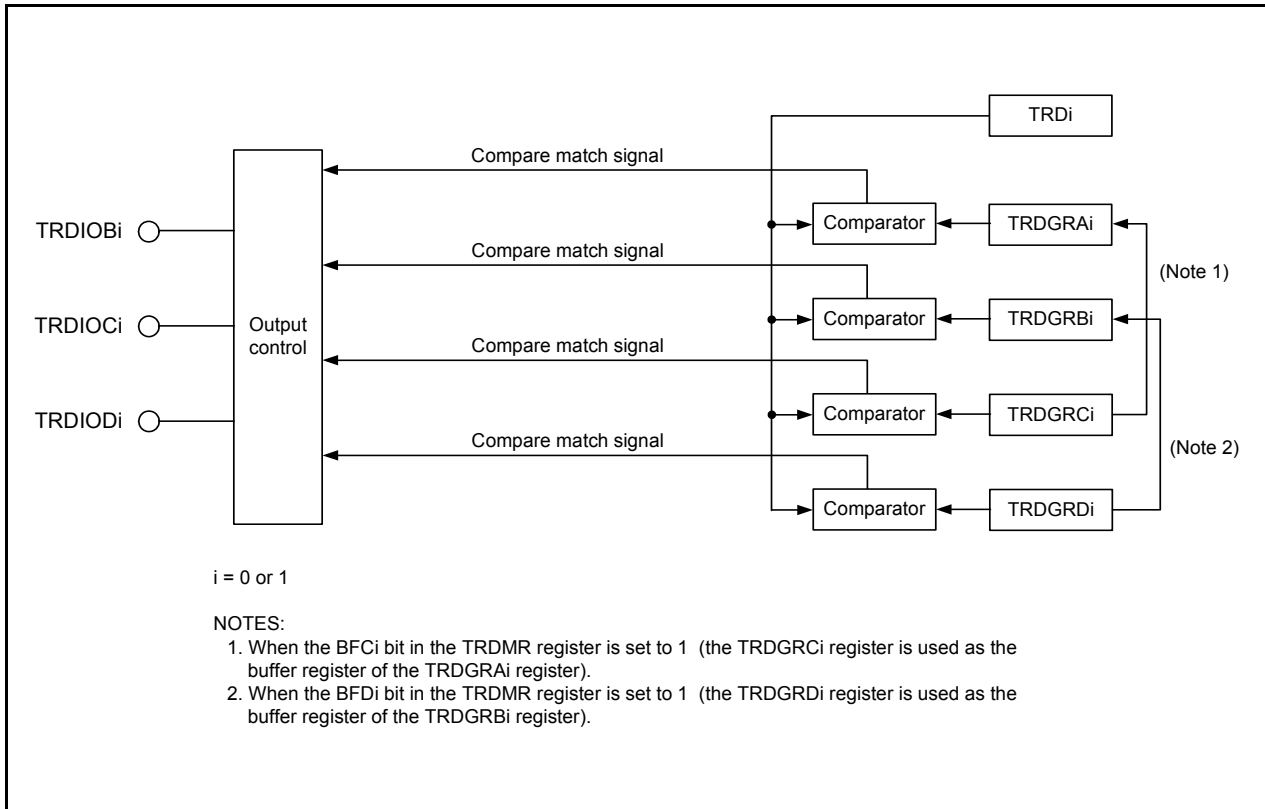 TRDi
Compare match signal
Comparator
TRDGRAi
TRDIOBi
Compare match signal
(Note 1)
Comparator
TRDGRBi
TRDIOCi
Output
control
Compare match signal
Comparator
TRDGRCi
TRDIODi
Compare match signal
(Note 2)
Comparator
TRDGRDi
i = 0 or 1
NOTES:
1. When the BFCi bit in the TRDMR register is set to 1 (the TRDGRCi register is used as the
buffer register of the TRDGRAi register).
2. When the BFDi bit in the TRDMR register is set to 1 (the TRDGRDi register is used as the
buffer register of the TRDGRBi register).